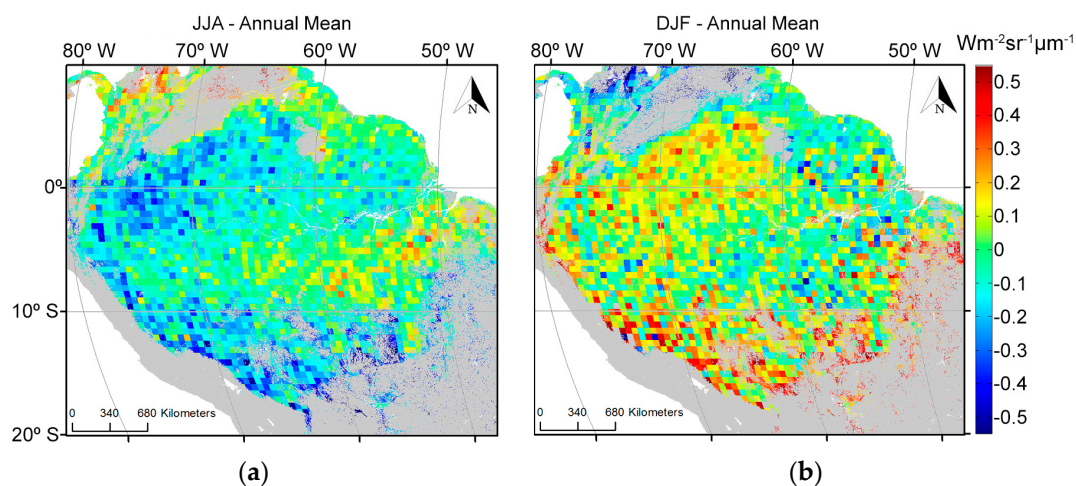 JJA - Annual Mean
DJF - Annual Mean
80º W 70º W 60º W 50º W
80º W 70º W 60º W 50º W
Wm⁻²sr⁻¹µm⁻¹
N
N
0.5
0.4
0.3
0.2
0.1
0
-0.1
-0.2
-0.3
-0.4
-0.5
0º
10º S
20º S
0 340 680 Kilometers
0 340 680 Kilometers
(a)
(b)